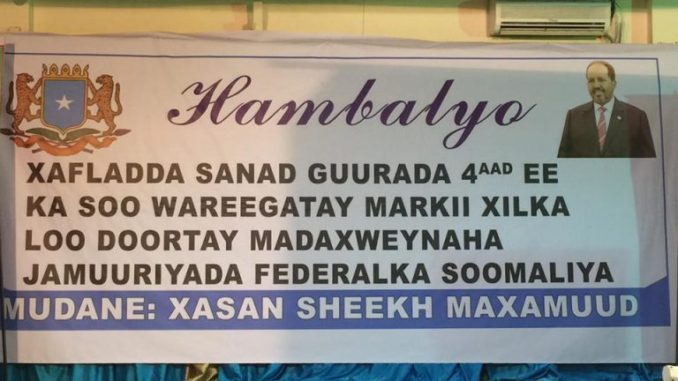 Hambalyo
XAFLADDA SANAD GUURADA 4AAD EE
KA SOO WAREEGATAY MARKII XILKA
LOO DOORTAY MADAXWEYNAHA
JAMUURIYADA FEDERALKA SOOMALIYA
MUDANE: XASAN SHEEKH MAXAMUUD